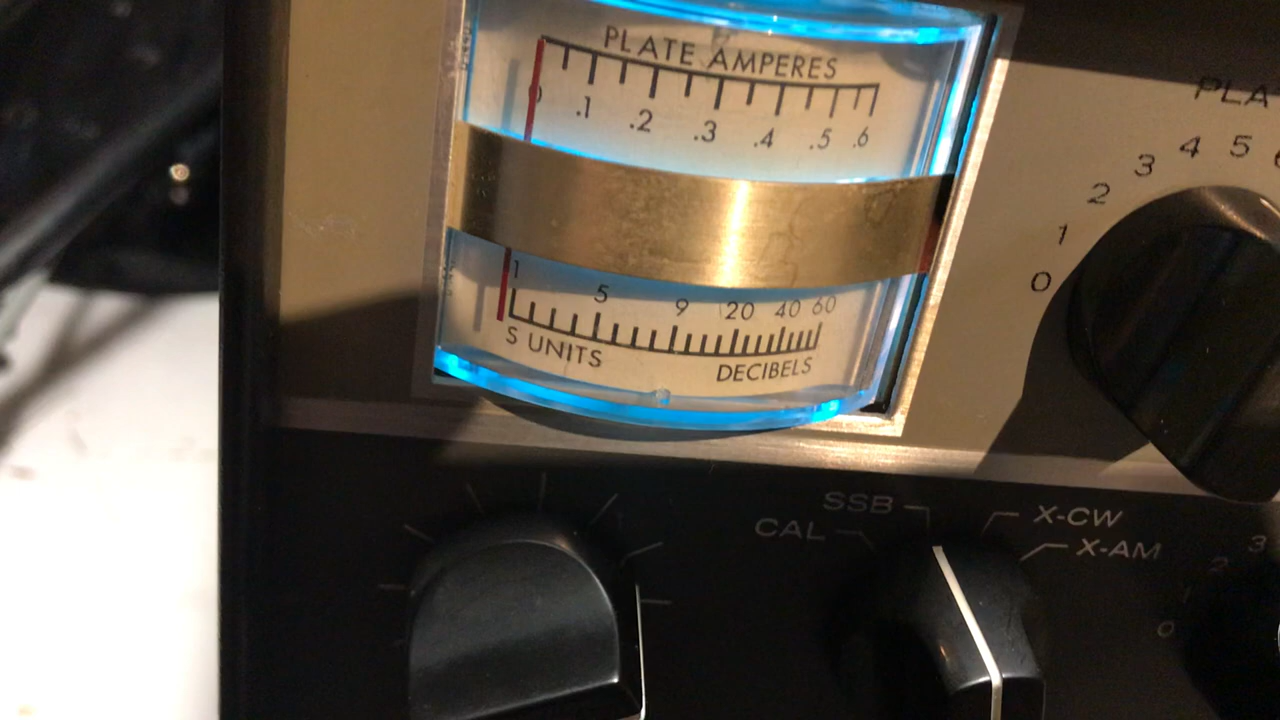 PLATE AMPERES
0 .1 .2 .3 .4 .5 .6
1 5 9 20 40 60
S UNITS DECIBELS
PLA
0 1 2 3 4 5 6
CAL SSB X-CW X-AM
0 1 2 3